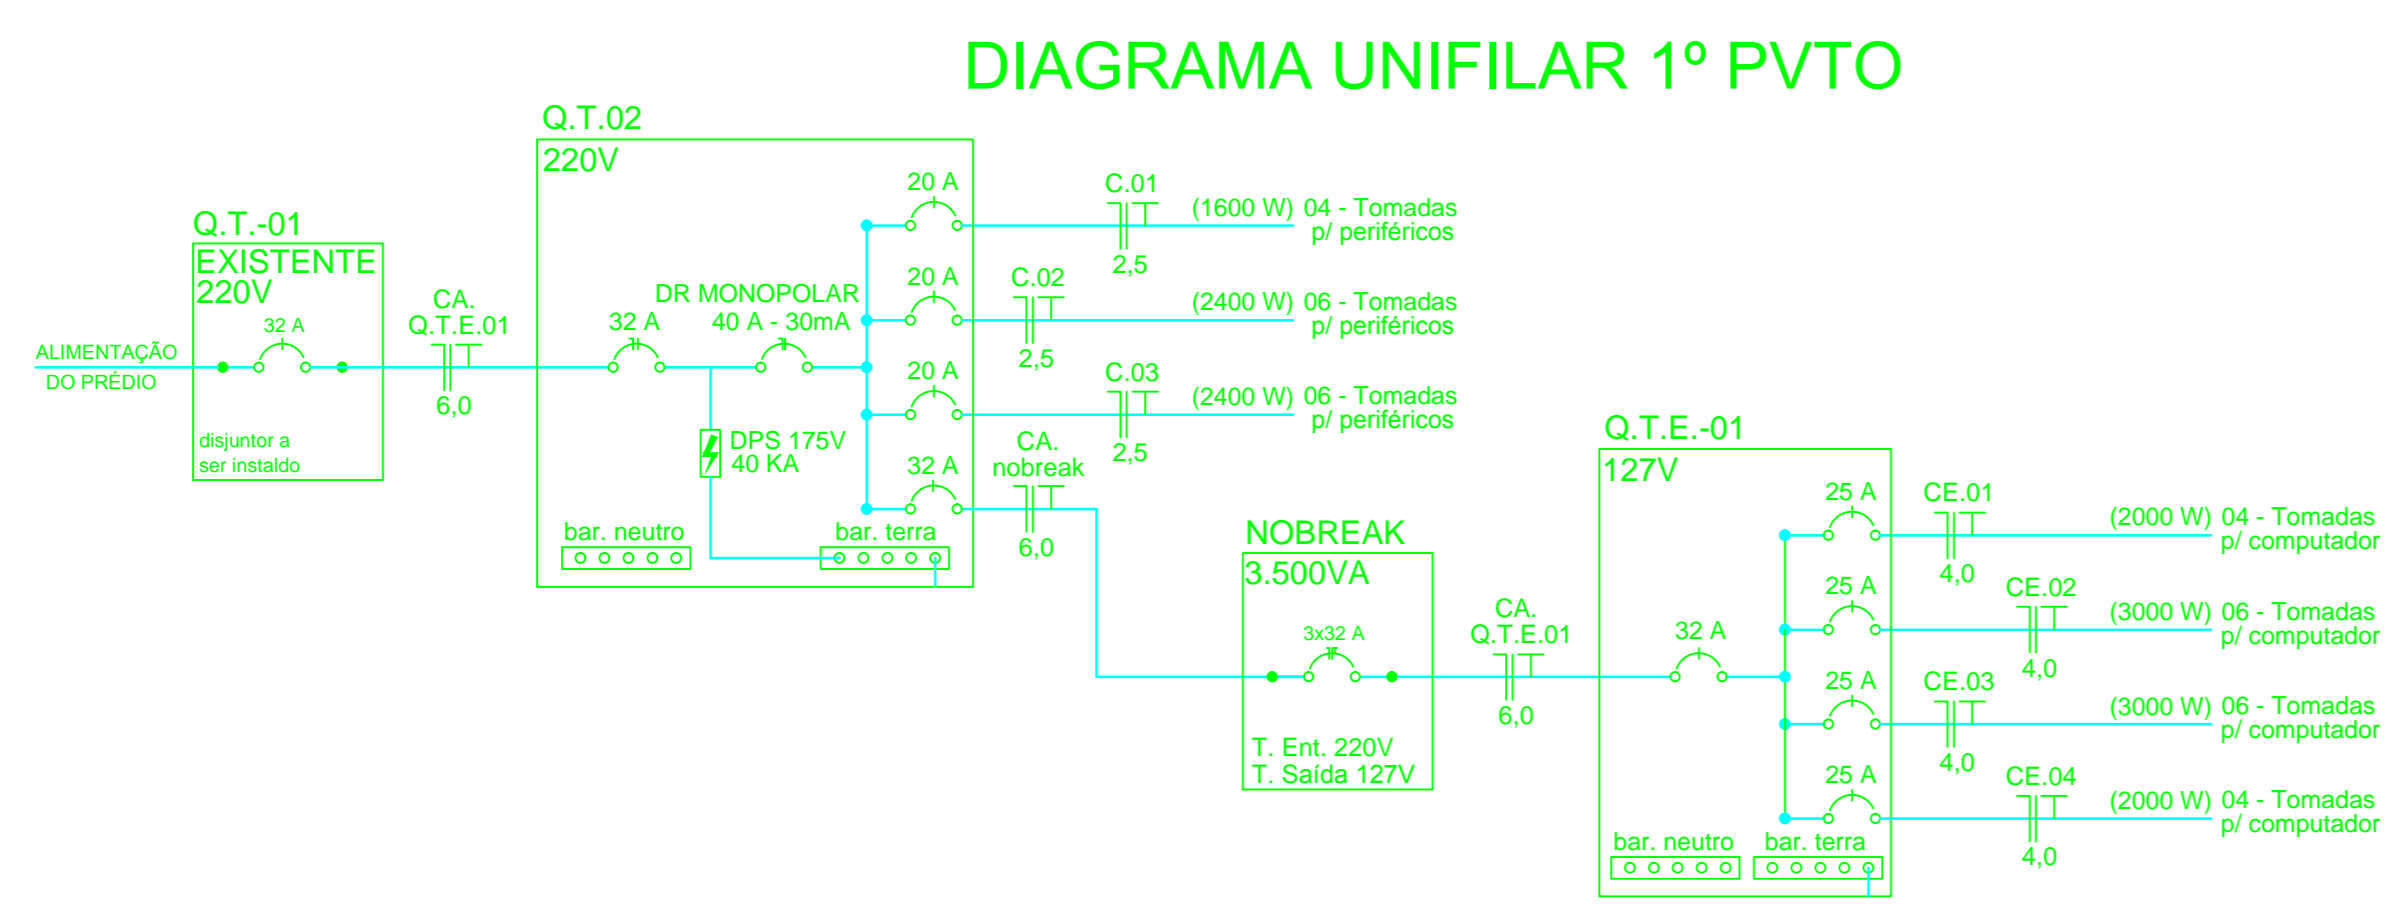 DIAGRAMA UNIFILAR 1º PVTO
Q.T.-01
EXISTENTE
220V
32 A
disjuntor a
ser instaldo
ALIMENTAÇÃO
DO PRÉDIO
CA.
Q.T.E.01
6,0
Q.T.02
220V
32 A
DR MONOPOLAR
40 A - 30mA
DPS 175V
40 KA
bar. neutro
bar. terra
20 A
20 A
20 A
32 A
C.01
2,5
(1600 W) 04 - Tomadas
p/ periféricos
C.02
2,5
(2400 W) 06 - Tomadas
p/ periféricos
C.03
2,5
(2400 W) 06 - Tomadas
p/ periféricos
CA.
nobreak
6,0
NOBREAK
3.500VA
3x32 A
T. Ent. 220V
T. Saída 127V
CA.
Q.T.E.01
6,0
Q.T.E.-01
127V
32 A
25 A
25 A
25 A
25 A
bar. neutro
bar. terra
CE.01
4,0
(2000 W) 04 - Tomadas
p/ computador
CE.02
4,0
(3000 W) 06 - Tomadas
p/ computador
CE.03
4,0
(3000 W) 06 - Tomadas
p/ computador
CE.04
4,0
(2000 W) 04 - Tomadas
p/ computador